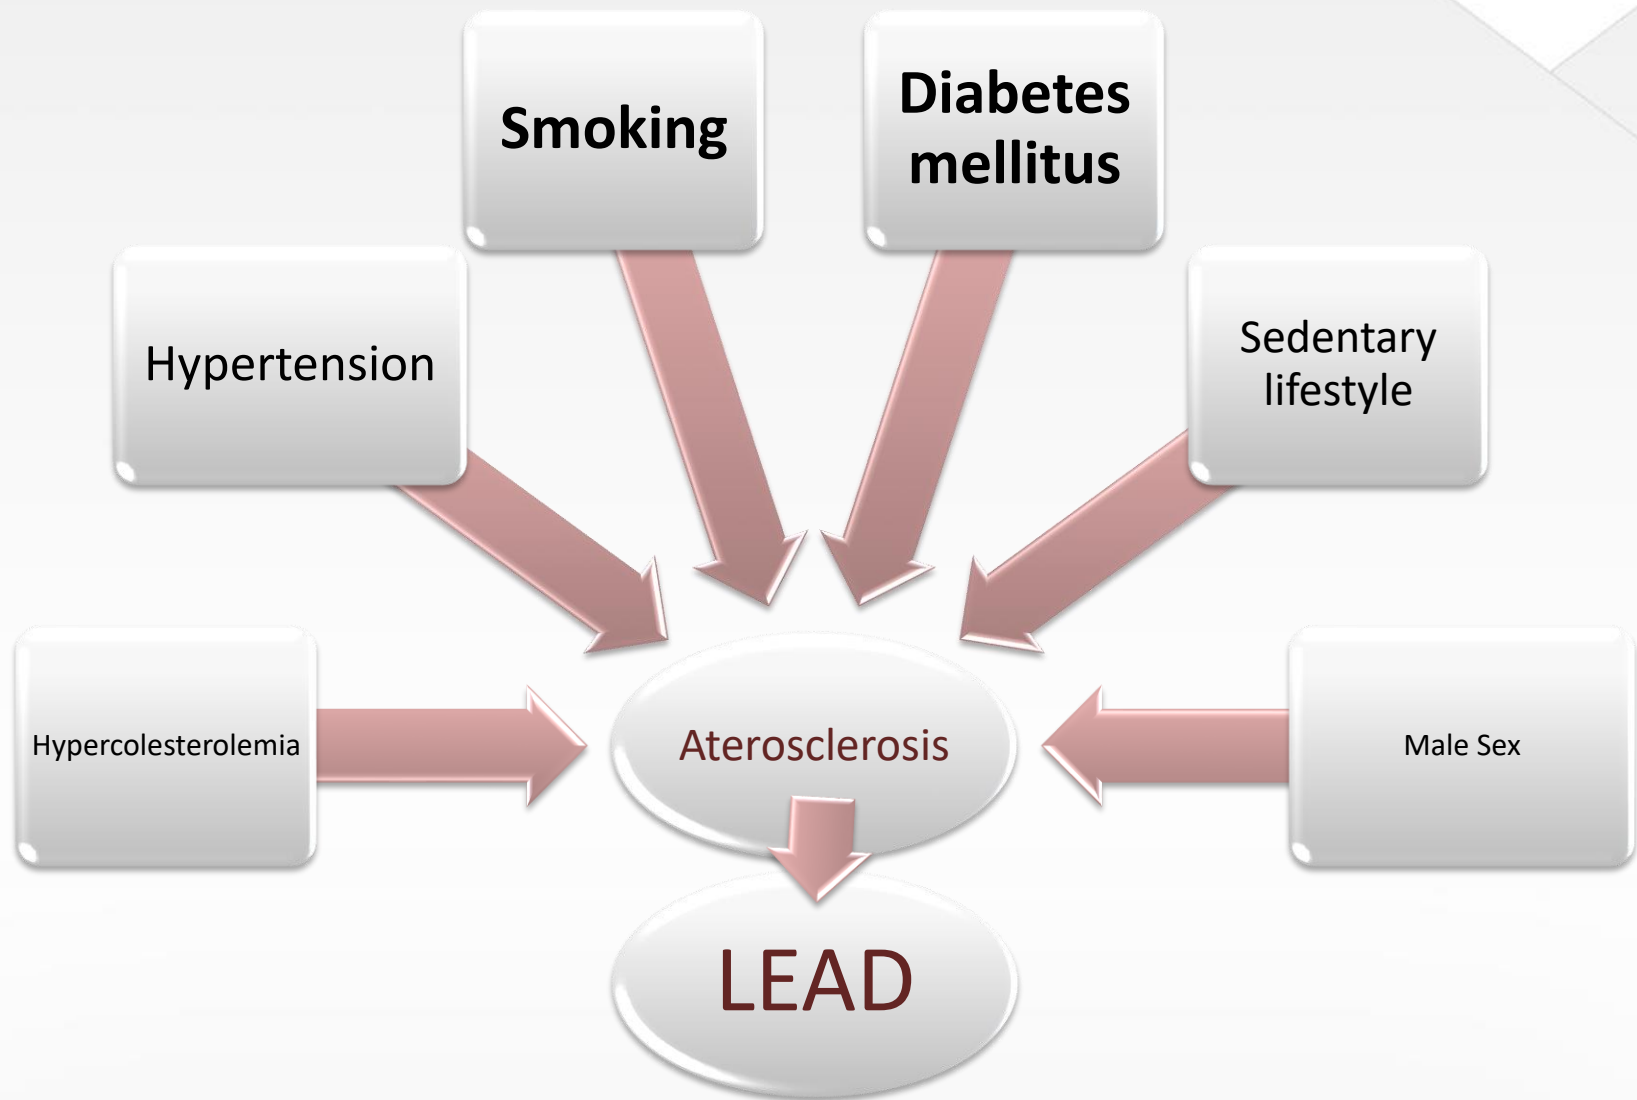 Smoking
Diabetes
mellitus
Hypertension
Sedentary
lifestyle
Hypercolesterolemia
Aterosclerosis
Male Sex
LEAD